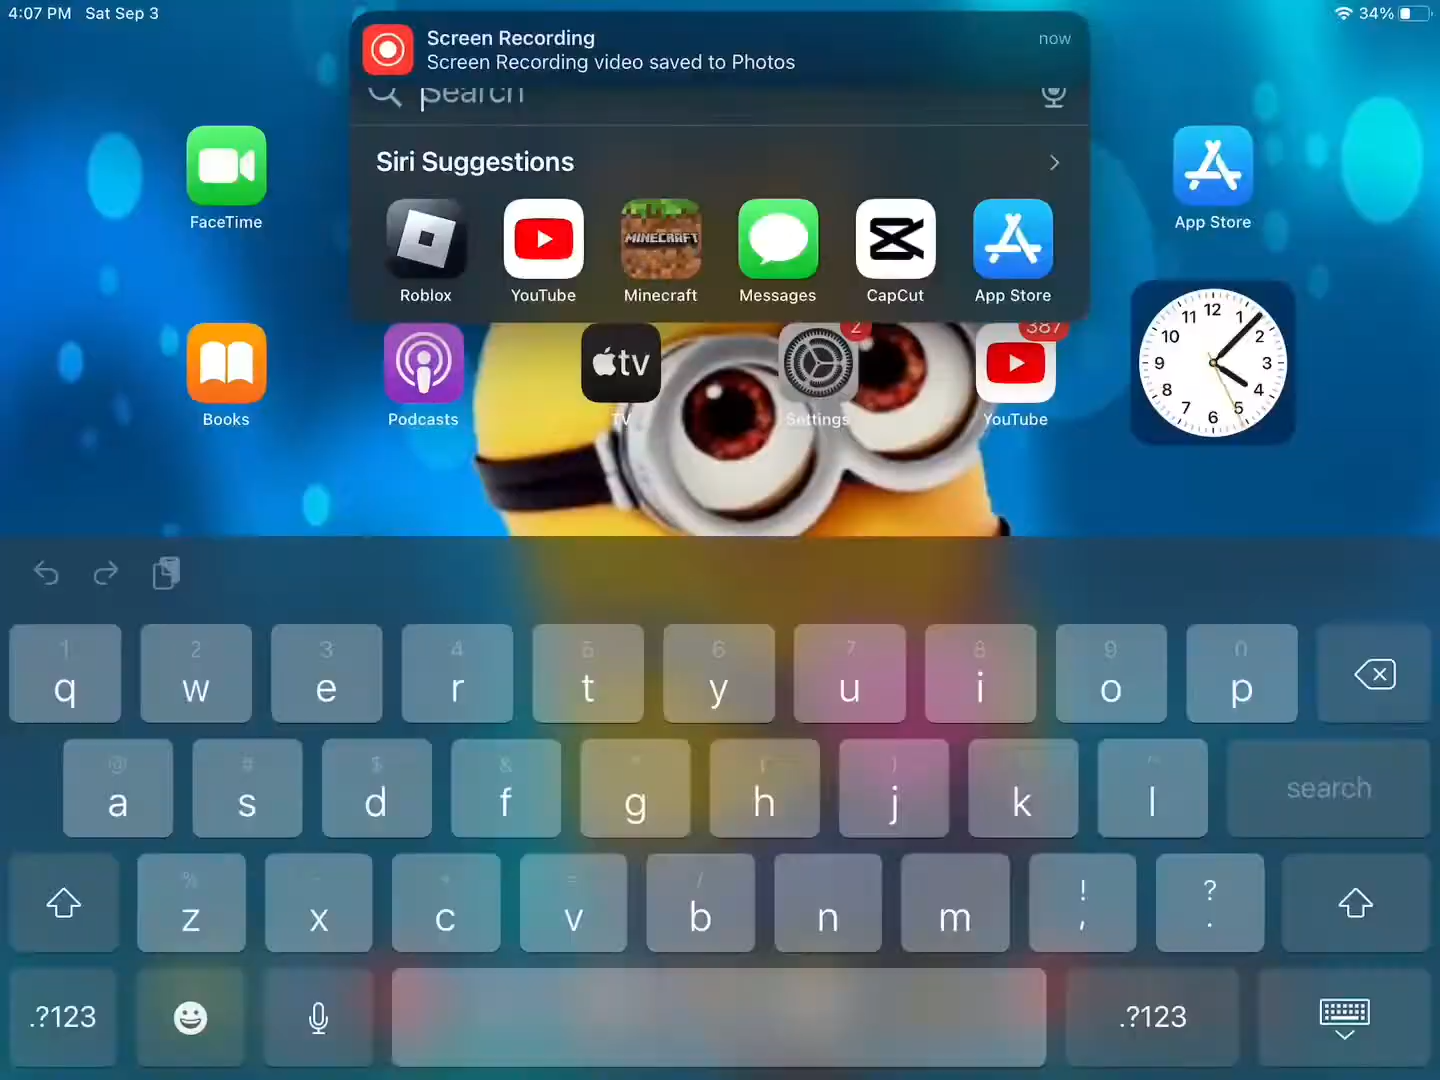 4:07 PM Sat Sep 3
34%
Screen Recording
now
Screen Recording video saved to Photos
Search
Siri Suggestions
MINECRAFT
Roblox YouTube Minecraft Messages CapCut App Store
FaceTime
App Store
tv
2
387
12 1 2 3 4 5 6 7 8 9 10 11
Books Podcasts TV Settings YouTube
1 2 3 4 5 6 7 8 9 0
q w e r t y u i o p
@ # $ & * ( ) ' "
a s d f g h j k l search
% - + = / ! ?
z x c v b n m , .
.?123 .?123